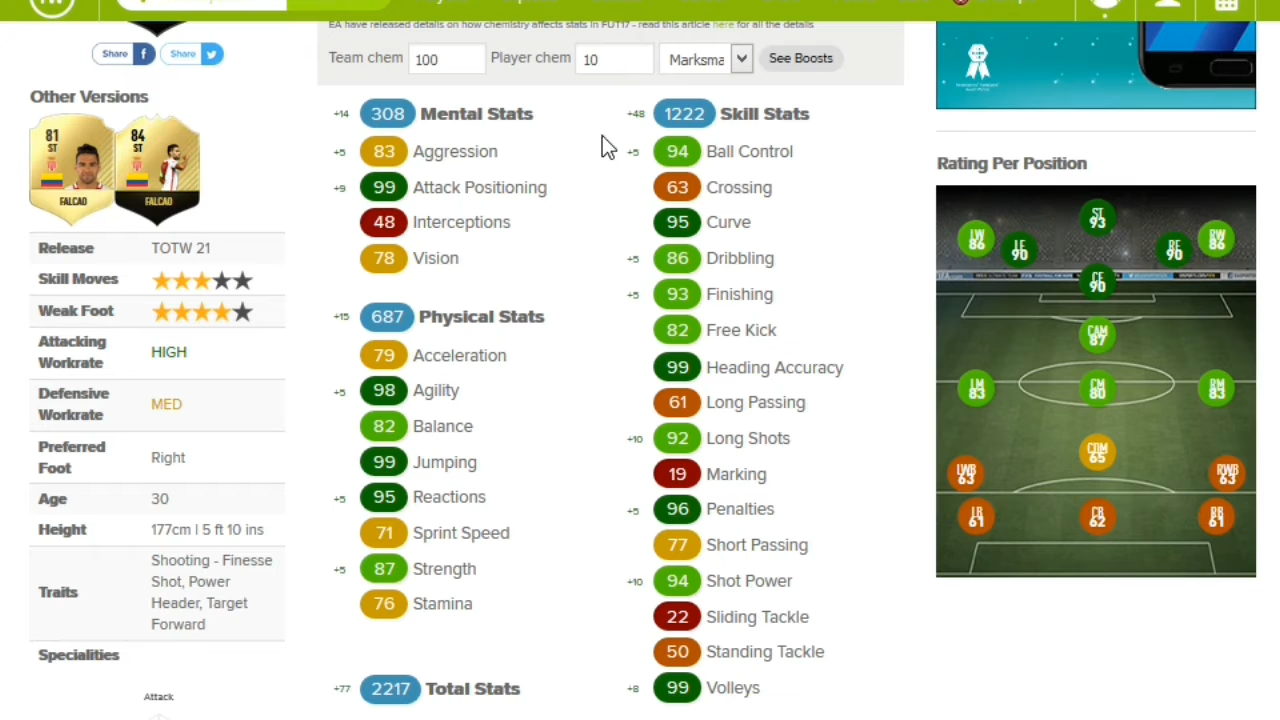 EA have released details on how chemistry affects stats in FUT17 - read this article here for all the details
Share f
Share
Team chem 100 Player chem 10 Marksma See Boosts
Other Versions
81
ST
FALCAO
84
ST
FALCAO
Release TOTW 21
Skill Moves
Weak Foot
Attacking Workrate HIGH
Defensive Workrate MED
Preferred Foot Right
Age 30
Height 177cm | 5 ft 10 ins
Traits Shooting - Finesse
Shot, Power
Header, Target
Forward
Specialities
Attack
+14 308 Mental Stats
+5 83 Aggression
+9 99 Attack Positioning
48 Interceptions
78 Vision
+15 687 Physical Stats
79 Acceleration
+5 98 Agility
82 Balance
99 Jumping
+5 95 Reactions
71 Sprint Speed
+5 87 Strength
76 Stamina
+77 2217 Total Stats
+48 1222 Skill Stats
+5 94 Ball Control
63 Crossing
95 Curve
+5 86 Dribbling
+5 93 Finishing
82 Free Kick
99 Heading Accuracy
61 Long Passing
+10 92 Long Shots
19 Marking
+5 96 Penalties
77 Short Passing
+10 94 Shot Power
22 Sliding Tackle
50 Standing Tackle
+8 99 Volleys
Rating Per Position
ST 93
LW 86
LF 90
RF 90
RW 86
CF 90
CAM 87
LM 83
CM 80
RM 83
CDM 65
LWB 63
RWB 63
LB 61
CB 62
RB 61